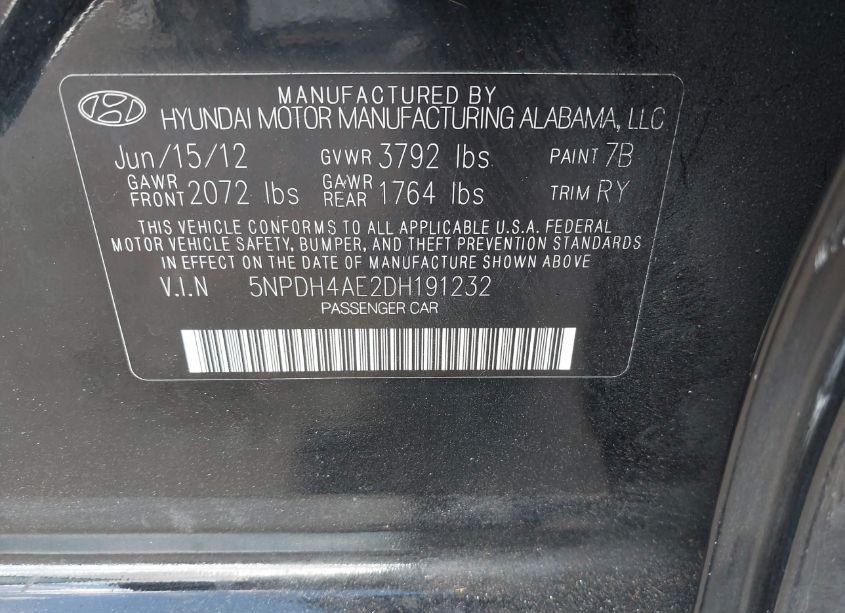 MANUFACTURED BY
HYUNDAI MOTOR MANUFACTURING ALABAMA, LLC
Jun/15/12 GVWR 3792 lbs PAINT 7B
GAWR FRONT 2072 lbs GAWR REAR 1764 lbs TRIM RY
THIS VEHICLE CONFORMS TO ALL APPLICABLE U.S.A. FEDERAL
MOTOR VEHICLE SAFETY, BUMPER, AND THEFT PREVENTION STANDARDS
IN EFFECT ON THE DATE OF MANUFACTURE SHOWN ABOVE
V.I.N 5NPDH4AE2DH191232
PASSENGER CAR